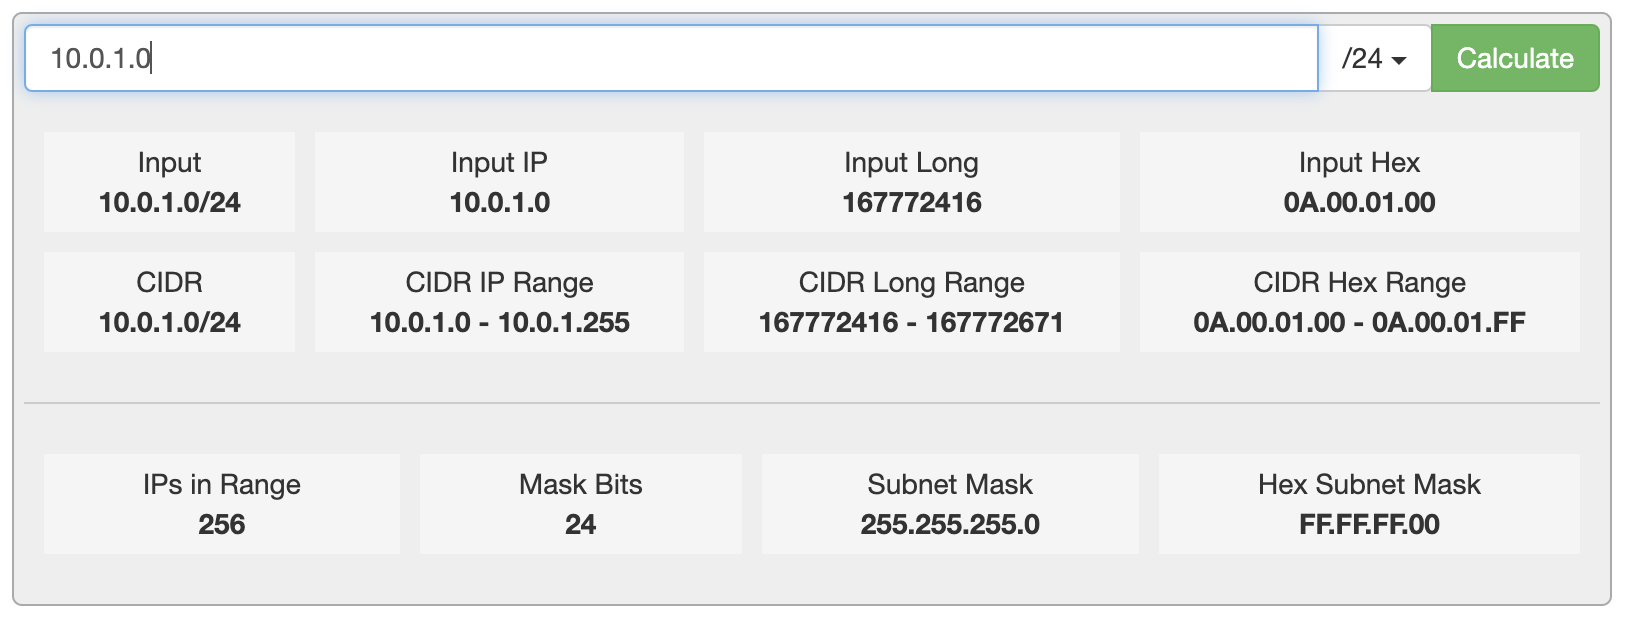 10.0.1.0
/24
Calculate
Input
10.0.1.0/24
Input IP
10.0.1.0
Input Long
167772416
Input Hex
0A.00.01.00
CIDR
10.0.1.0/24
CIDR IP Range
10.0.1.0 - 10.0.1.255
CIDR Long Range
167772416 - 167772671
CIDR Hex Range
0A.00.01.00 - 0A.00.01.FF
IPs in Range
256
Mask Bits
24
Subnet Mask
255.255.255.0
Hex Subnet Mask
FF.FF.FF.00